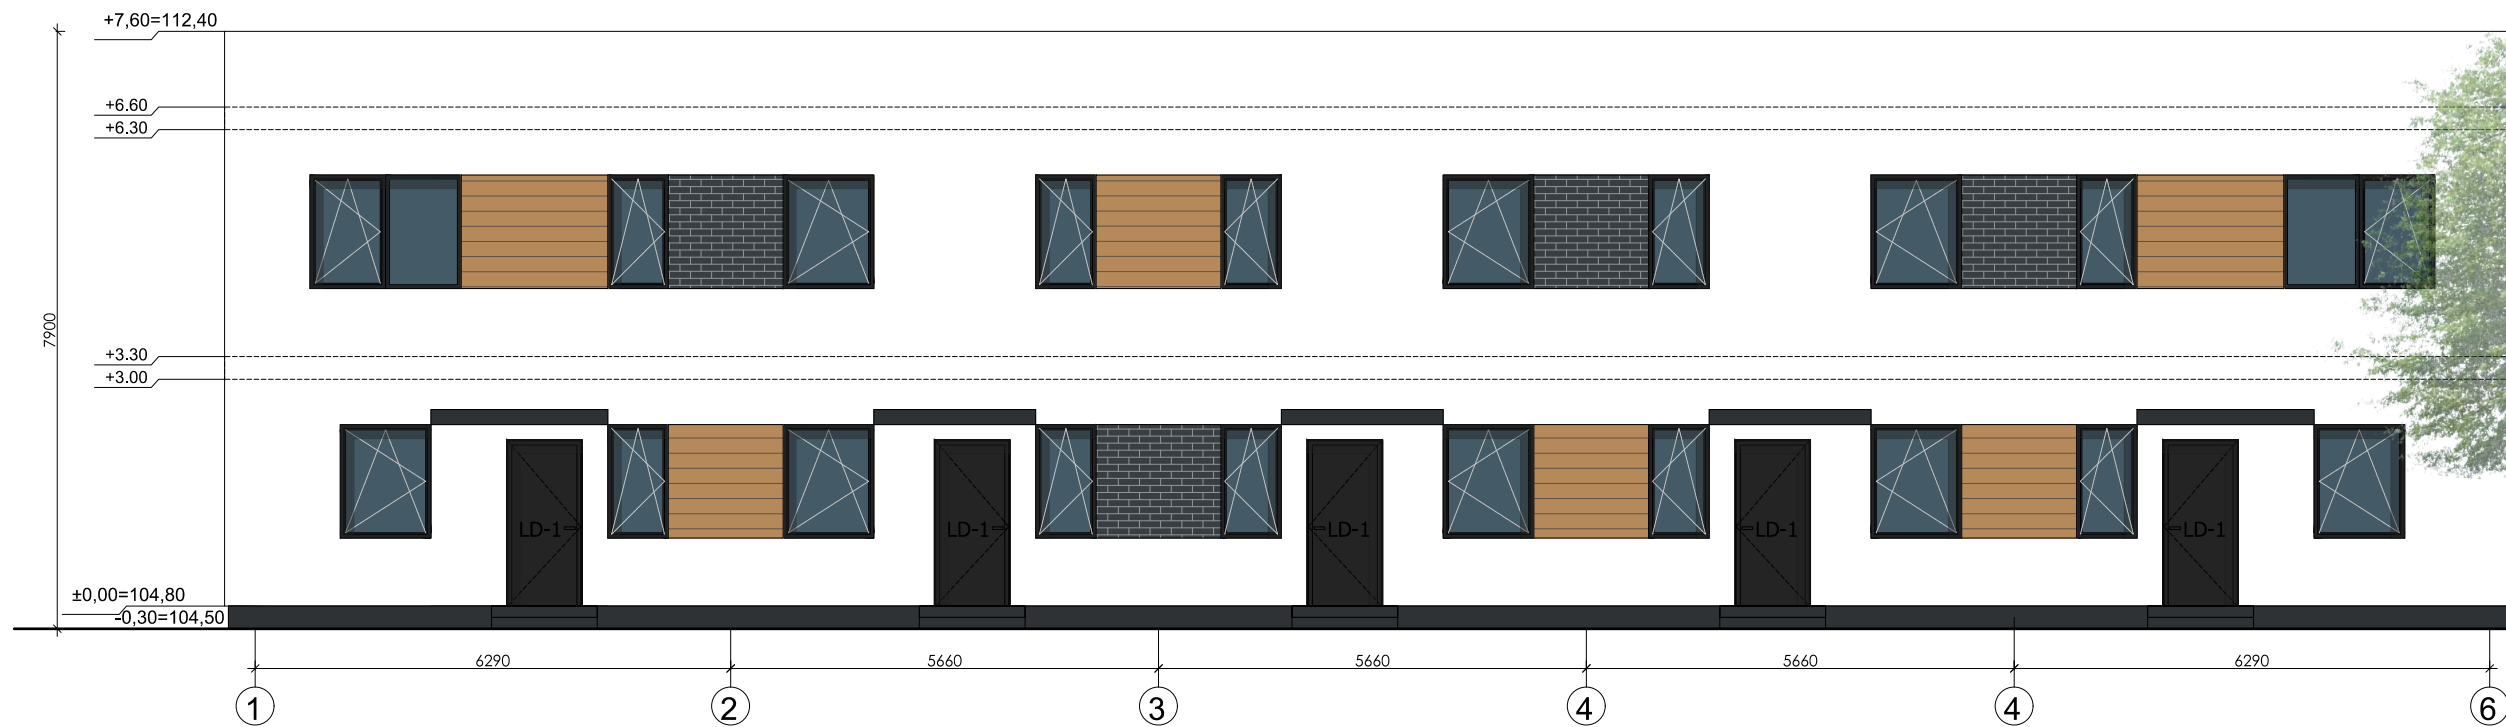 +7,60=112,40
+6.60
+6.30
7900
+3.30
+3.00
LD-1 LD-1 LD-1 LD-1 LD-1
±0,00=104,80
-0,30=104,50
6290 5660 5660 5660 6290
1 2 3 4 4 6